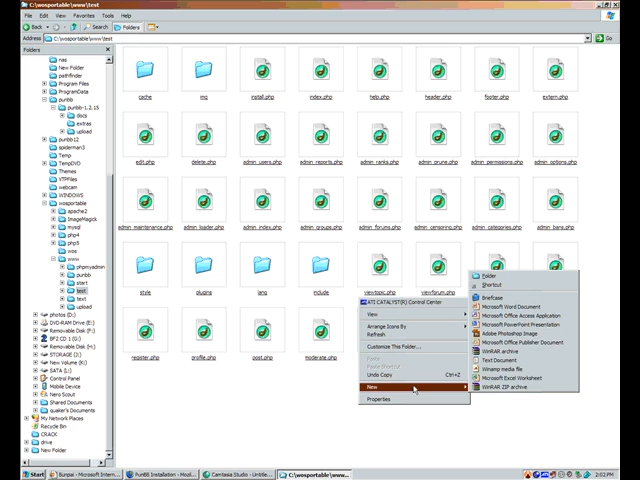 C:\wosportable\www\test
File Edit View Favorites Tools Help
Back Search Folders
Address C:\wosportable\www\test Go
Folders
nas
New Folder
pathfinder
Program Files
ProgramData
punbb
punbb-1.2.15
docs
extras
upload
punbb12
spiderman3
Temp
TempDVD
Themes
VTPFiles
webcam
WINDOWS
wosportable
apache2
ImageMagick
mysql
php4
php5
wos
www
phpmyadmin
punbb
start
test
text
upload
photos (D:)
DVD-RAM Drive (E:)
Removable Disk (F:)
BF2 CD 1 (G:)
Removable Disk (H:)
STORAGE (J:)
New Volume (K:)
SATA (L:)
Control Panel
Mobile Device
Nero Scout
Shared Documents
quaker's Documents
My Network Places
Recycle Bin
CRACK
drive
New Folder
cache img install.php index.php help.php header.php footer.php extern.php
edit.php delete.php admin_users.php admin_reports.php admin_ranks.php admin_prune.php admin_permissions.php admin_options.php
admin_maintenance.php admin_loader.php admin_index.php admin_groups.php admin_forums.php admin_censoring.php admin_categories.php admin_bans.php
style plugins lang include viewtopic.php viewforum.php
register.php profile.php post.php moderate.php
ATI CATALYST(R) Control Center
View
Arrange Icons By
Refresh
Customize This Folder...
Paste
Paste Shortcut
Undo Copy Ctrl+Z
New
Properties
Folder
Shortcut
Briefcase
Microsoft Word Document
Microsoft Office Access Application
Microsoft PowerPoint Presentation
Adobe Photoshop Image
Microsoft Office Publisher Document
WinRAR archive
Text Document
Winamp media file
Microsoft Excel Worksheet
WinRAR ZIP archive
Start Bunpai - Microsoft Intern... PunBB Installation - Mozil... Camtasia Studio - Untitle... C:\wosportable\www\... 2:02 PM